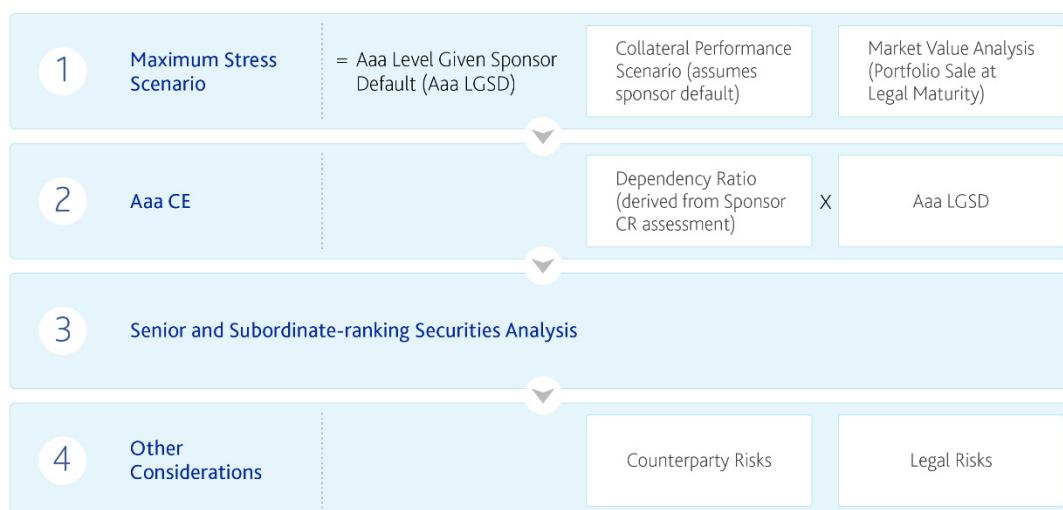 1
Maximum Stress
Scenario
= Aaa Level Given Sponsor
Default (Aaa LGSD)
Collateral Performance
Scenario (assumes
sponsor default)
Market Value Analysis
(Portfolio Sale at
Legal Maturity)
2
Aaa CE
Dependency Ratio
(derived from Sponsor
CR assessment)
X
Aaa LGSD
3
Senior and Subordinate-ranking Securities Analysis
4
Other
Considerations
Counterparty Risks
Legal Risks